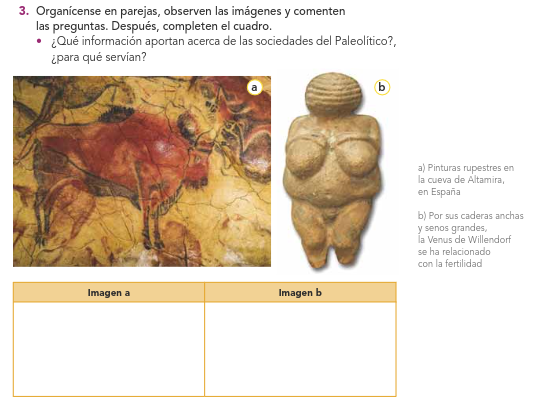 3. Organícense en parejas, observen las imágenes y comenten
las preguntas. Después, completen el cuadro.
• ¿Qué información aportan acerca de las sociedades del Paleolítico?,
¿para qué servían?
a
b
a) Pinturas rupestres en
la cueva de Altamira,
en España
b) Por sus caderas anchas
y senos grandes,
la Venus de Willendorf
se ha relacionado
con la fertilidad
Imagen a
Imagen b